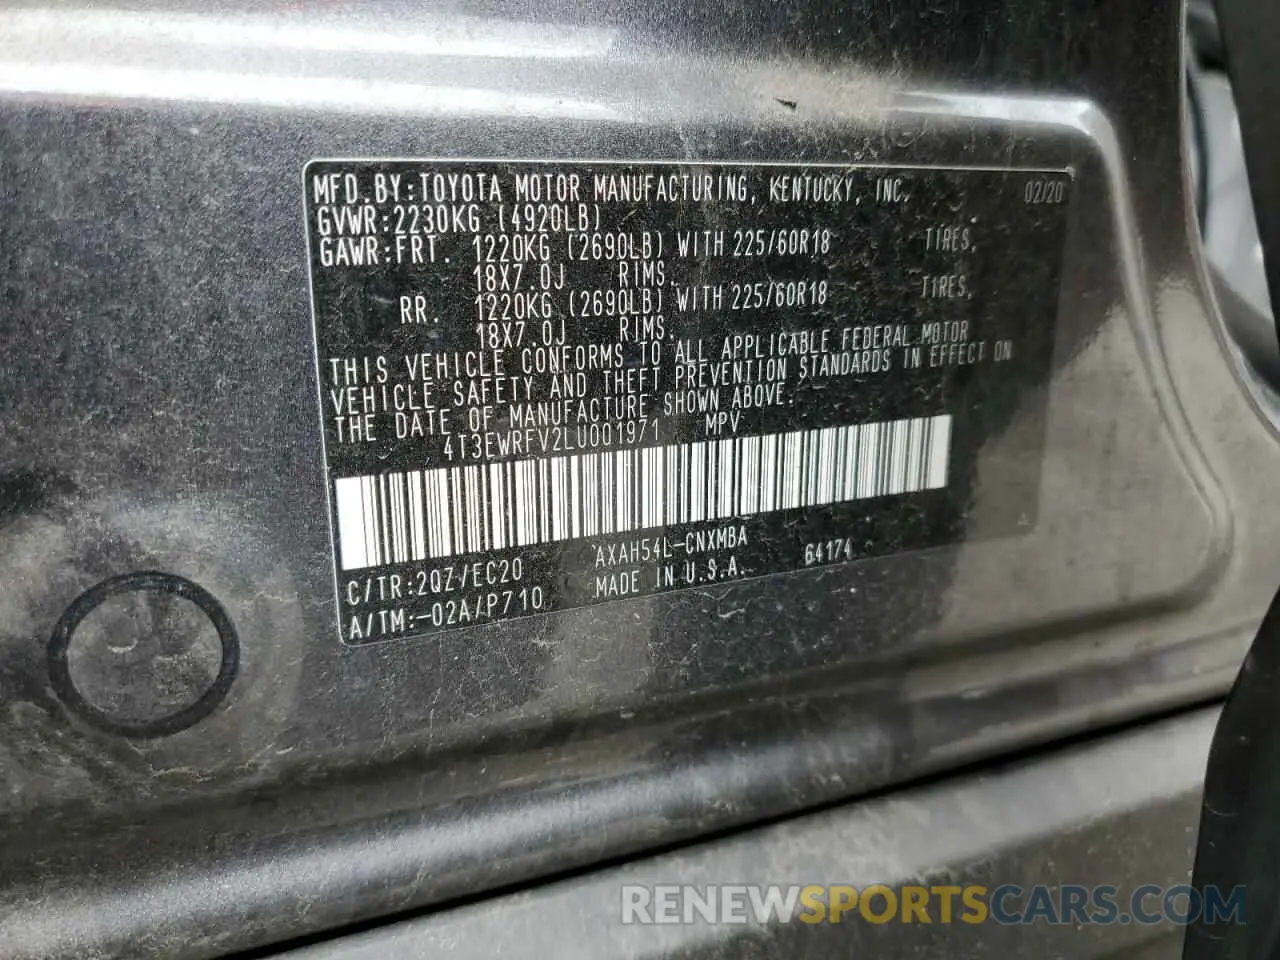 MFD.BY:TOYOTA MOTOR MANUFACTURING, KENTUCKY, INC. 02/20
GVWR:2230KG (4920LB)
GAWR:FRT. 1220KG (2690LB) WITH 225/60R18 TIRES,
18X7.0J RIMS.
RR. 1220KG (2690LB) WITH 225/60R18 TIRES,
18X7.0J RIMS.
THIS VEHICLE CONFORMS TO ALL APPLICABLE FEDERAL MOTOR
VEHICLE SAFETY AND THEFT PREVENTION STANDARDS IN EFFECT ON
THE DATE OF MANUFACTURE SHOWN ABOVE.
4T3EWRFV2LU001971 MPV
C/TR:2QZ/EC20 AXAH54L-CNXMBA 64174
A/TM:-02A/P710 MADE IN U.S.A.
RENEWSPORTSCARS.COM